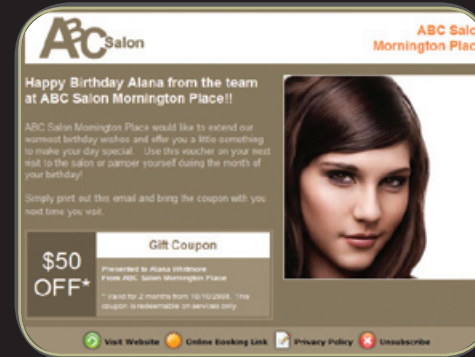 ABC Salon
ABC Salo
Mornington Plac
Happy Birthday Alana from the team
at ABC Salon Mornington Place!!
ABC Salon Mornington Place would like to extend our
warmest birthday wishes and offer you a little something
to make your day special. Use this voucher on your next
visit to the salon or pamper yourself during the month of
your birthday!
Simply print out this email and bring the coupon with you
next time you visit.
$50
OFF*
Gift Coupon
Presented to Alana Whitmore
From ABC Salon Mornington Place
* Valid for 2 months from 10/10/2008. This
coupon is redeemable on services only.
Visit Website
Online Booking Link
Privacy Policy
Unsubscribe